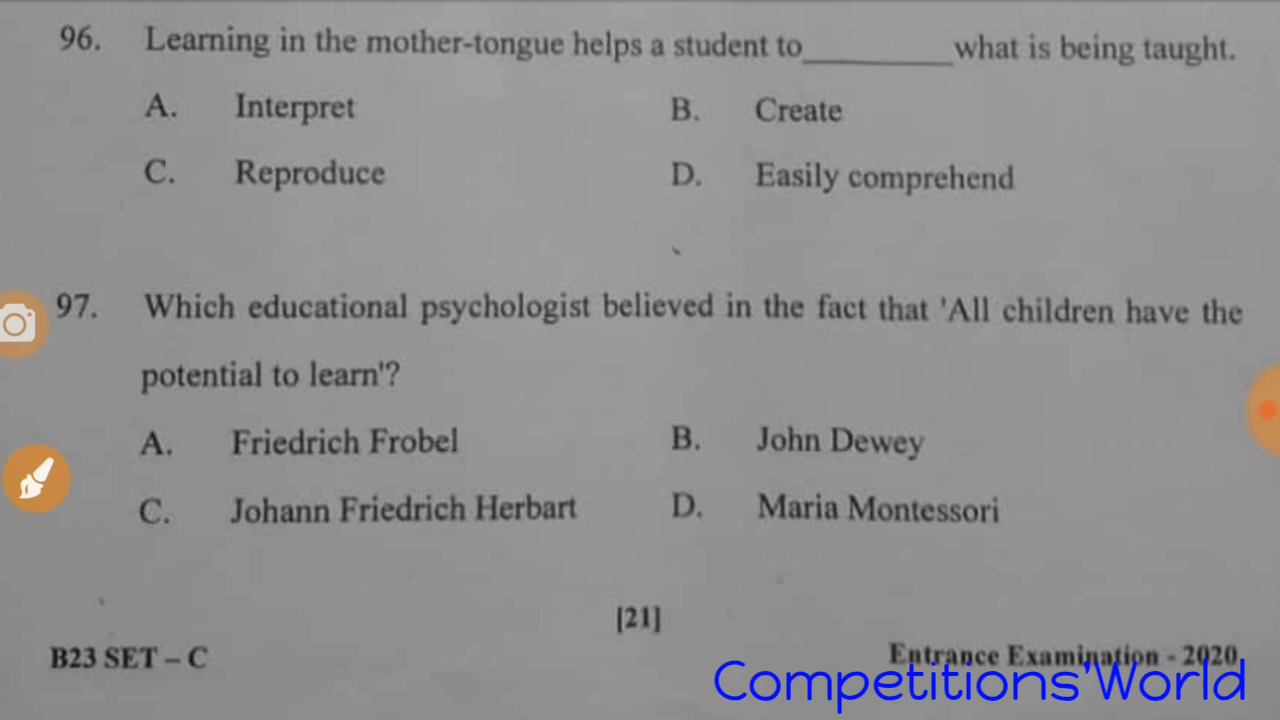 96. Learning in the mother-tongue helps a student to_________what is being taught.
A. Interpret B. Create
C. Reproduce D. Easily comprehend
97. Which educational psychologist believed in the fact that 'All children have the
potential to learn'?
A. Friedrich Frobel B. John Dewey
C. Johann Friedrich Herbart D. Maria Montessori
[21]
B23 SET – C Entrance Examination - 2020
Competitions'World